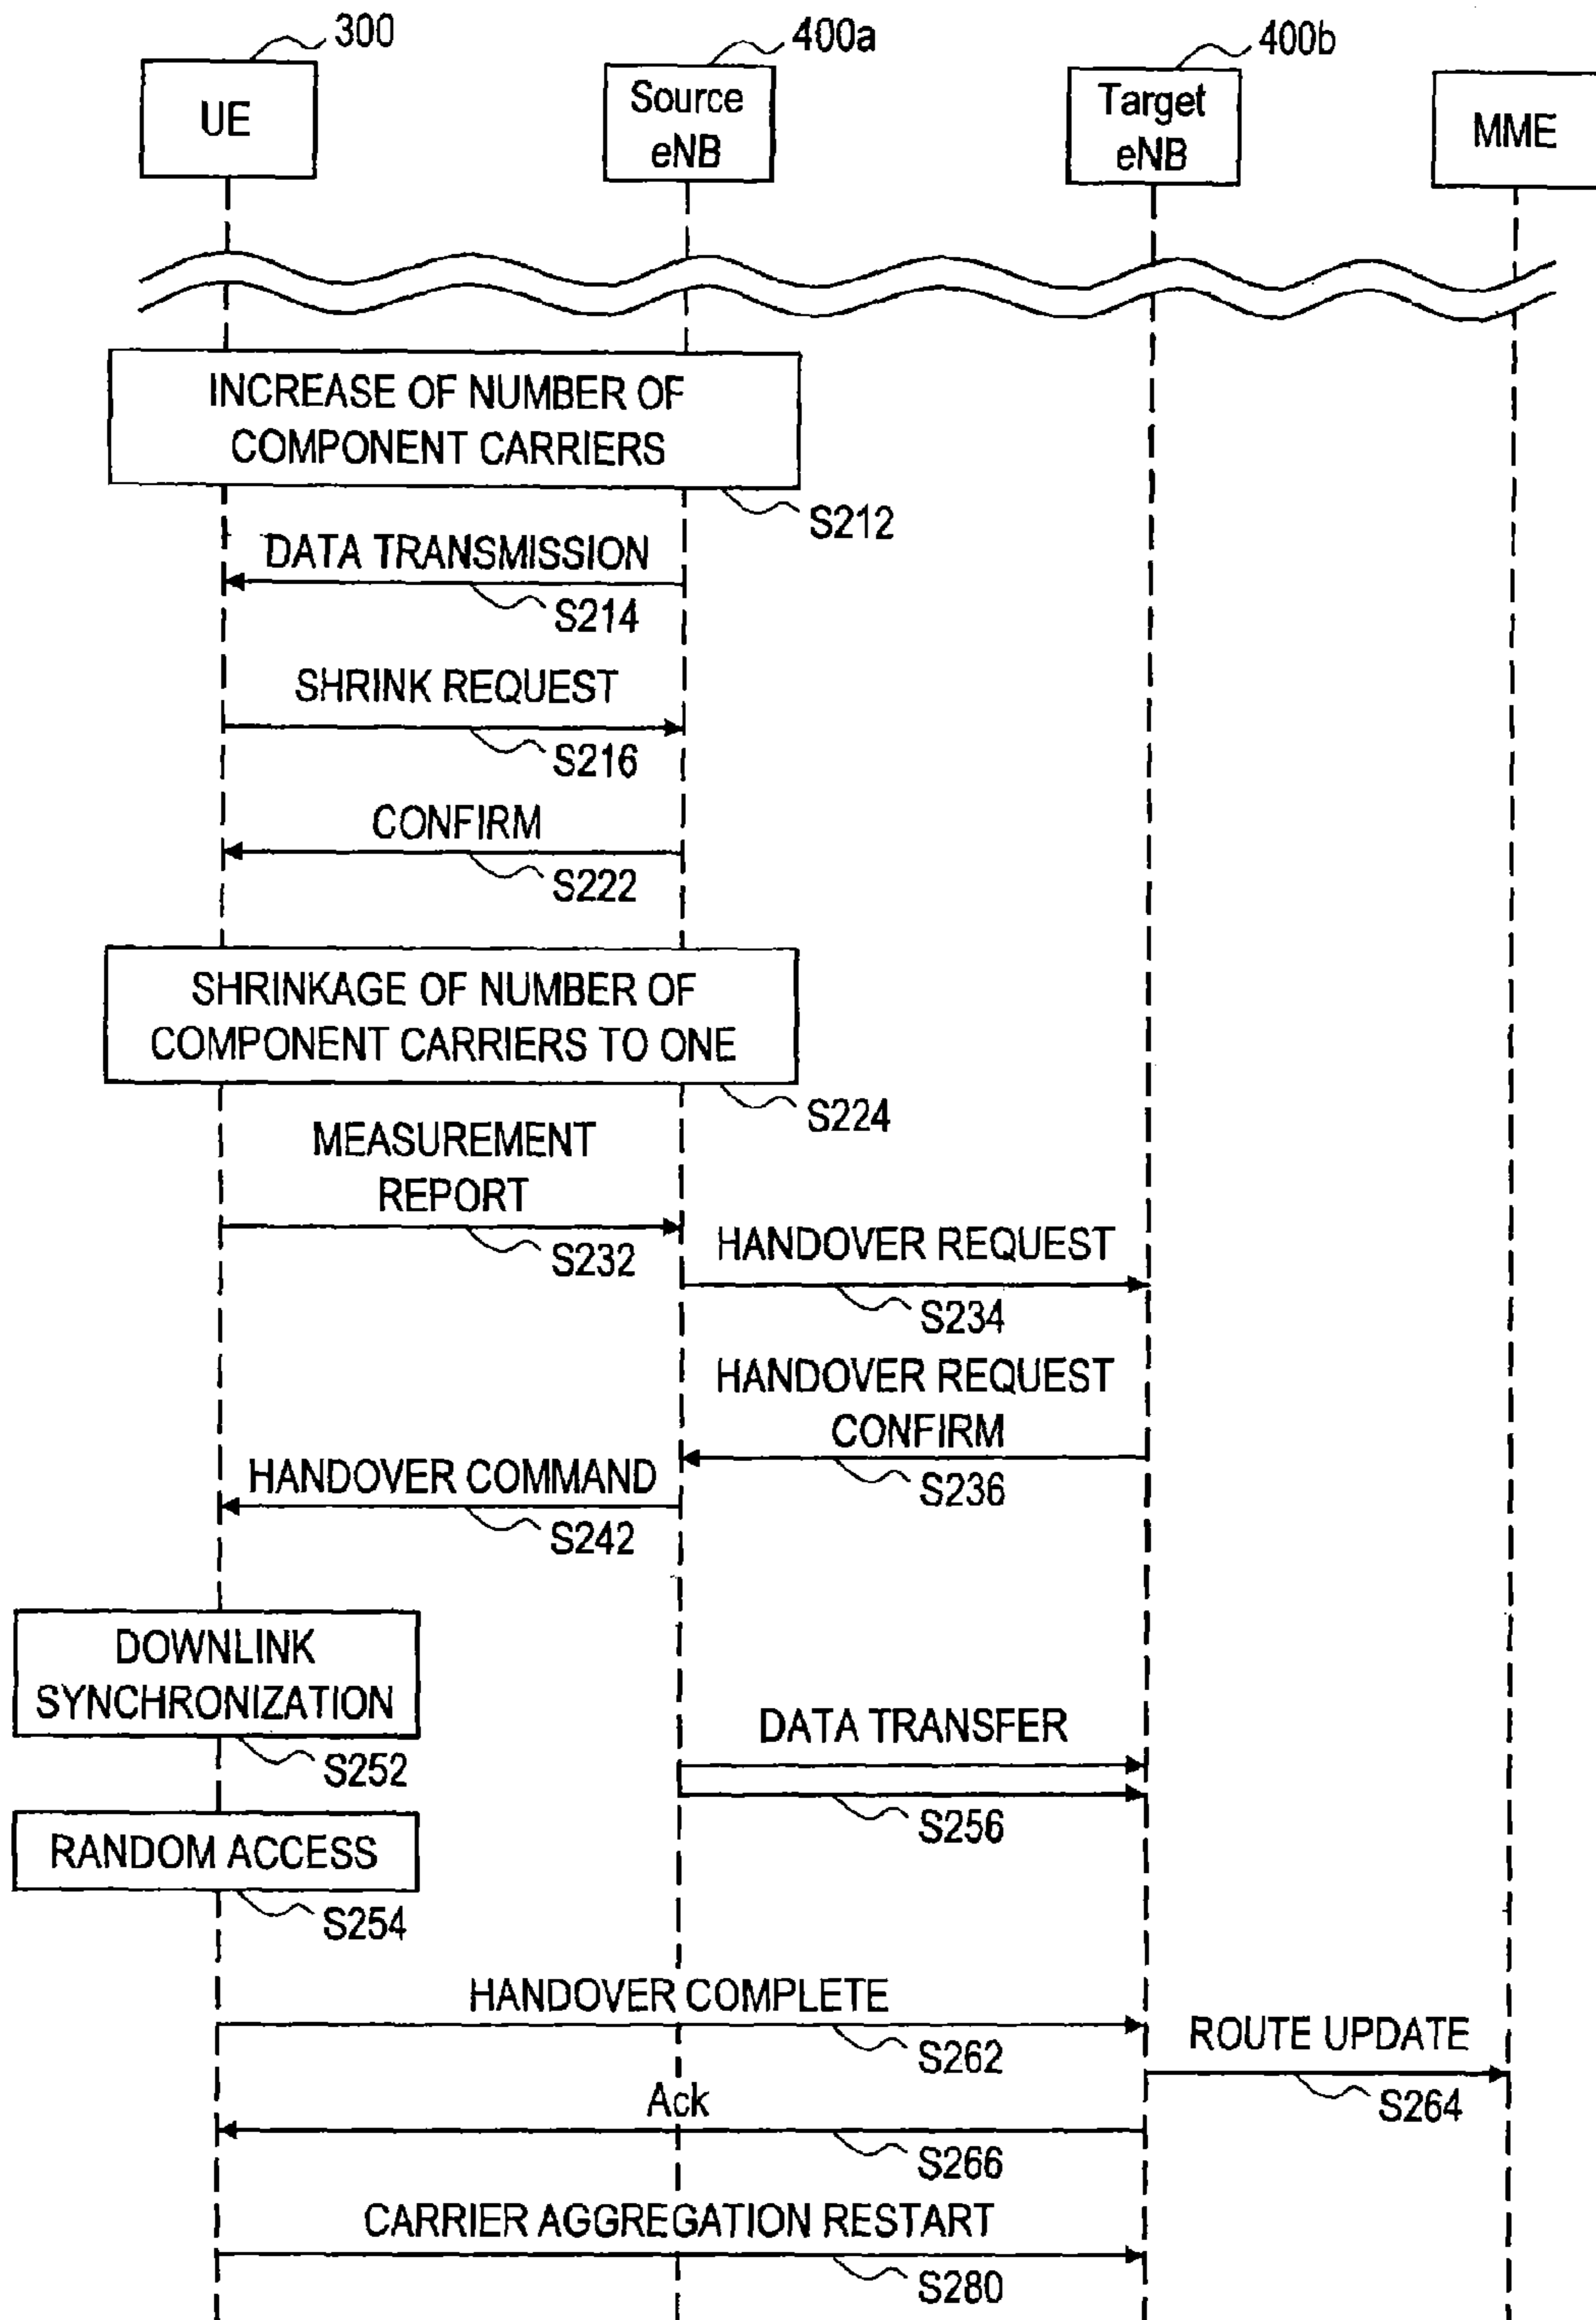 300
400a
400b
UE
Source
eNB
Target
eNB
MME
INCREASE OF NUMBER OF
COMPONENT CARRIERS
S212
DATA TRANSMISSION
S214
SHRINK REQUEST
S216
CONFIRM
S222
SHRINKAGE OF NUMBER OF
COMPONENT CARRIERS TO ONE
S224
MEASUREMENT
REPORT
S232
HANDOVER REQUEST
S234
HANDOVER REQUEST
CONFIRM
S236
HANDOVER COMMAND
S242
DOWNLINK
SYNCHRONIZATION
S252
DATA TRANSFER
S256
RANDOM ACCESS
S254
HANDOVER COMPLETE
S262
ROUTE UPDATE
S264
Ack
S266
CARRIER AGGREGATION RESTART
S280